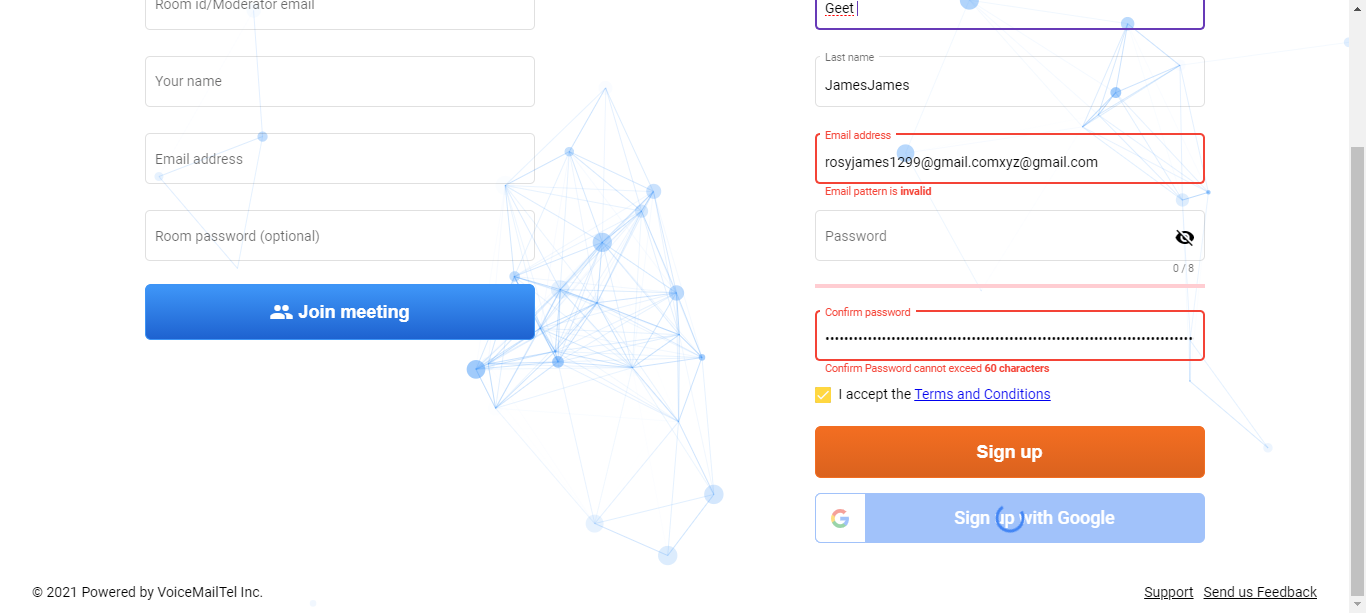 Room id/Moderator email
Your name
Email address
Room password (optional)
Join meeting
Geet
Last name
JamesJames
Email address
rosyjames1299@gmail.comxyz@gmail.com
Email pattern is invalid
Password
0 / 8
Confirm password
Confirm Password cannot exceed 60 characters
I accept the Terms and Conditions
Sign up
Sign up with Google
© 2021 Powered by VoiceMailTel Inc.
Support Send us Feedback